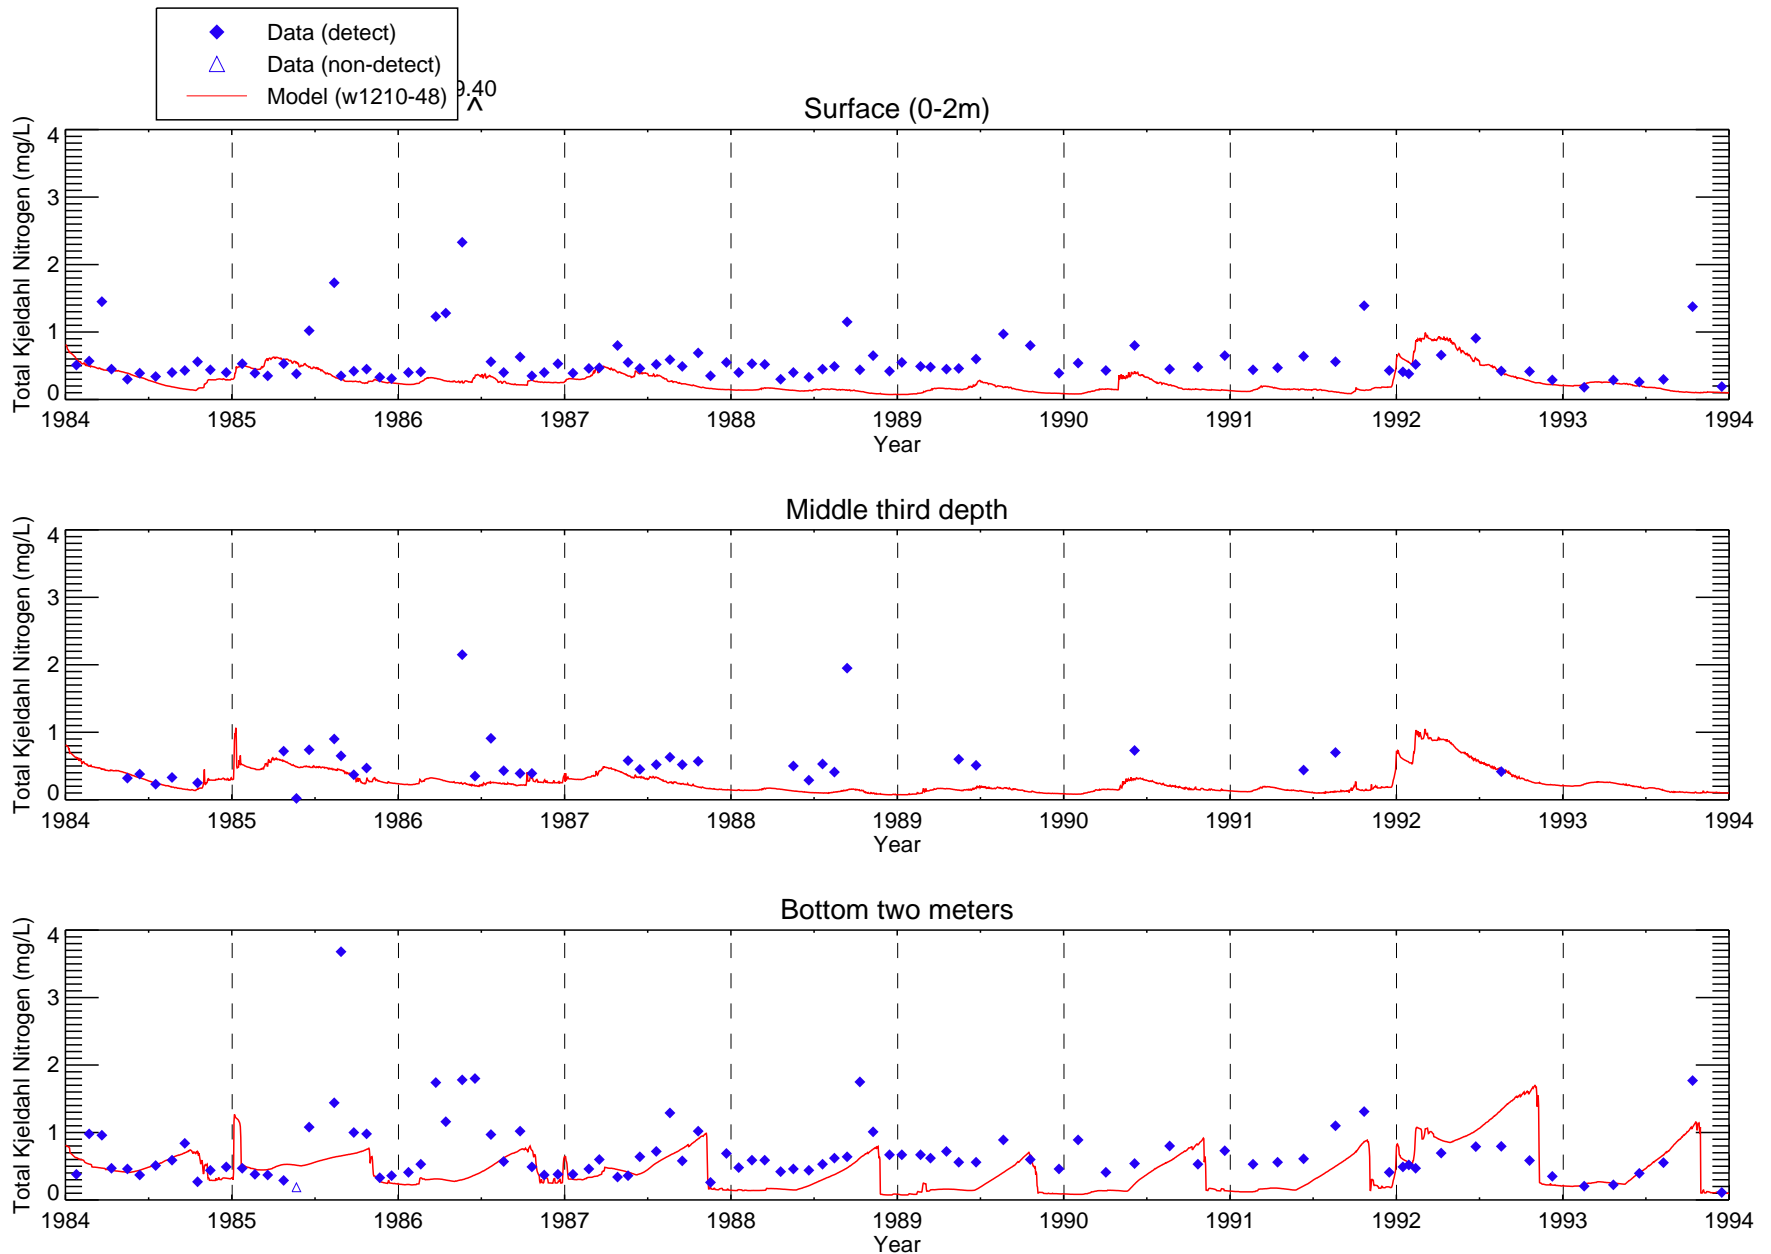 Data (detect)
Data (non-detect)
Model (w1210-48)
9.40
^
Surface (0-2m)
Total Kjeldahl Nitrogen (mg/L)
4
3
2
1
0
1984 1985 1986 1987 1988 1989 1990 1991 1992 1993 1994
Year
Middle third depth
Total Kjeldahl Nitrogen (mg/L)
4
3
2
1
0
1984 1985 1986 1987 1988 1989 1990 1991 1992 1993 1994
Year
Bottom two meters
Total Kjeldahl Nitrogen (mg/L)
4
3
2
1
0
1984 1985 1986 1987 1988 1989 1990 1991 1992 1993 1994
Year